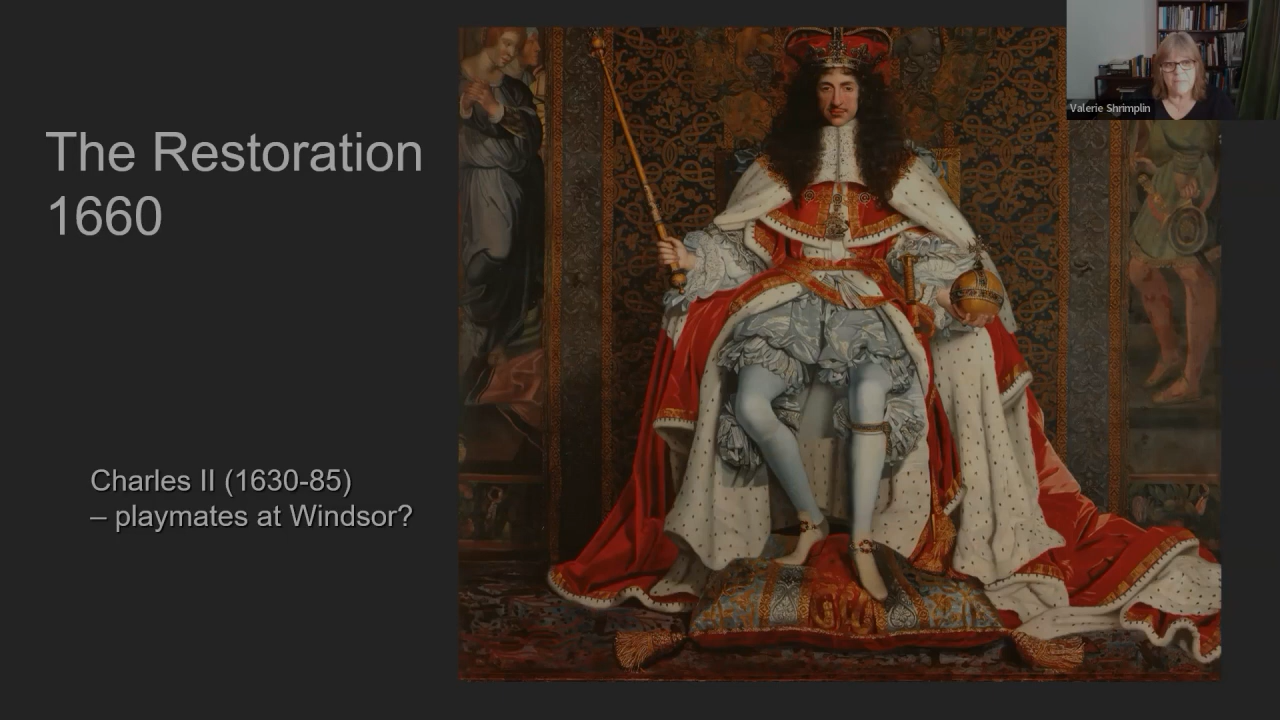 The Restoration
1660
Charles II (1630-85)
– playmates at Windsor?
Valerie Shrimplin